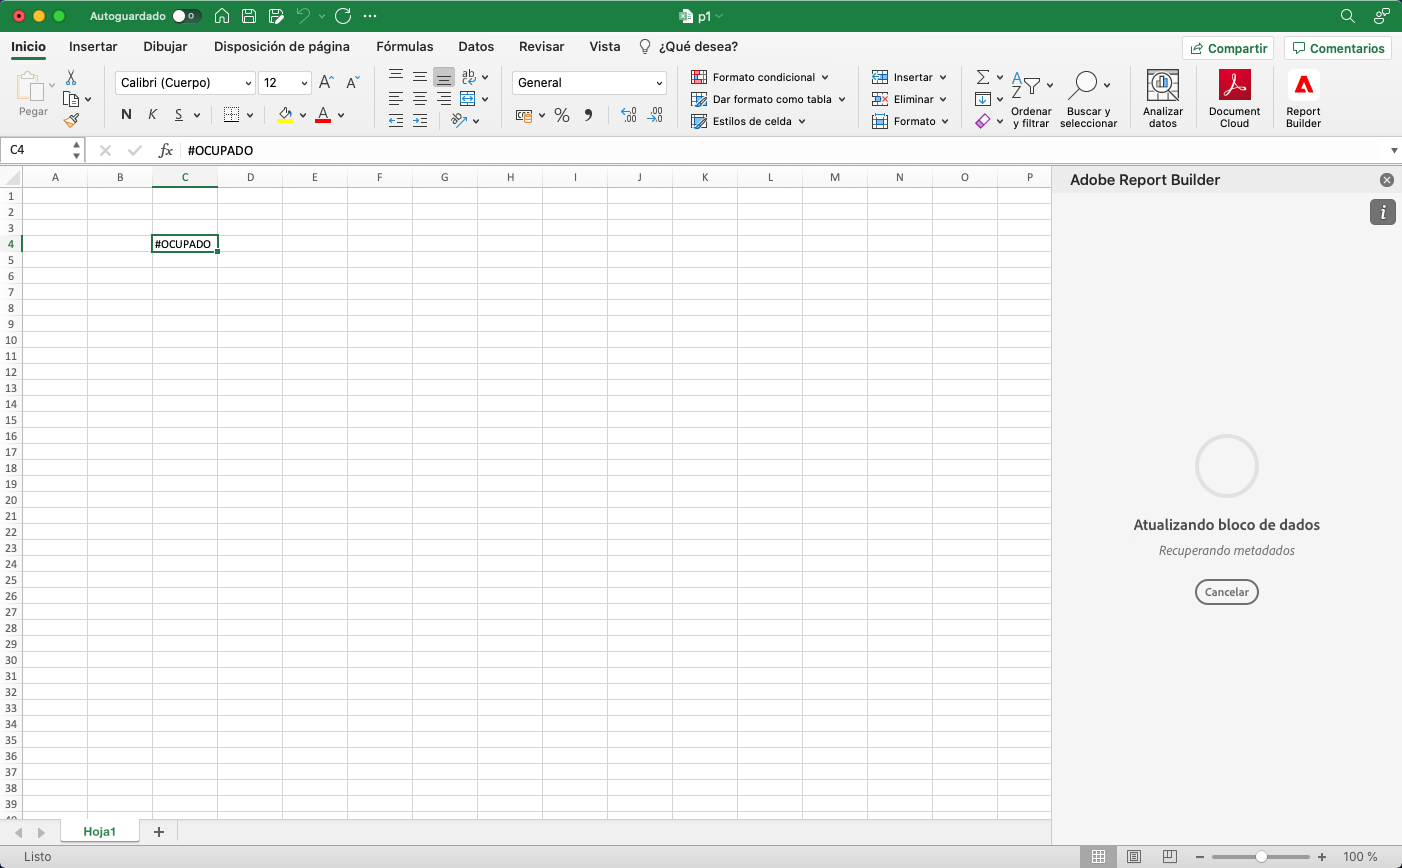 Autoguardado 0 p1
Inicio Insertar Dibujar Disposición de página Fórmulas Datos Revisar Vista ¿Qué desea? Compartir Comentarios
Pegar
Calibri (Cuerpo) 12
N K S
General
Formato condicional
Dar formato como tabla
Estilos de celda
Insertar
Eliminar
Formato
Ordenar
y filtrar
Buscar y
seleccionar
Analizar
datos
Document
Cloud
Report
Builder
C4 fx #OCUPADO
A B C D E F G H I J K L M N O P
1
2
3
4 #OCUPADO
5
6
7
8
9
10
11
12
13
14
15
16
17
18
19
20
21
22
23
24
25
26
27
28
29
30
31
32
33
34
35
36
37
38
39
40
Adobe Report Builder
i
Atualizando bloco de dados
Recuperando metadados
Cancelar
Hoja1 +
Listo 100 %